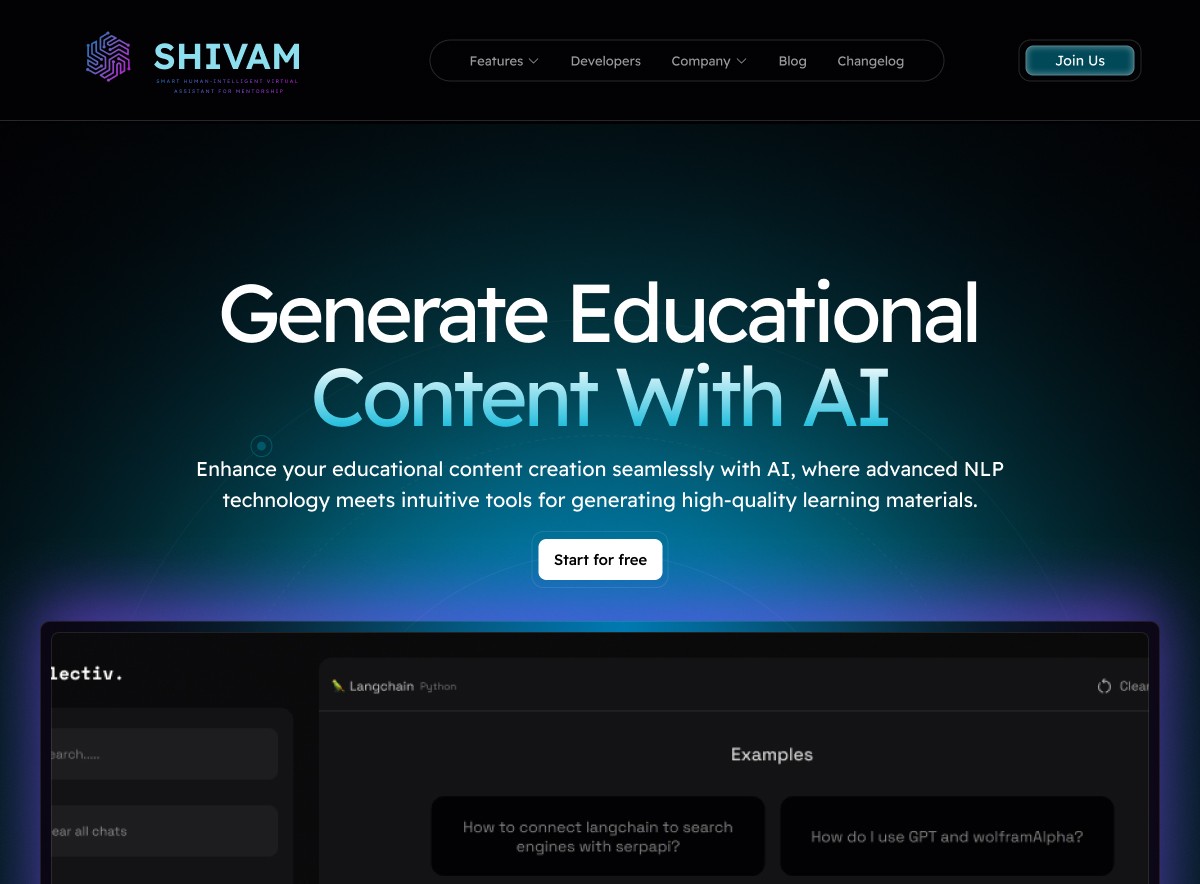 SHIVAM
SMART HUMAN-INTELLIGENT VIRTUAL
ASSISTANT FOR MENTORSHIP
Features
Developers
Company
Blog
Changelog
Join Us
Generate Educational
Content With AI
Enhance your educational content creation seamlessly with AI, where advanced NLP
technology meets intuitive tools for generating high-quality learning materials.
Start for free
lectiv.
Langchain Python
Clear
earch.....
Examples
ear all chats
How to connect langchain to search
engines with serpapi?
How do I use GPT and wolframAlpha?